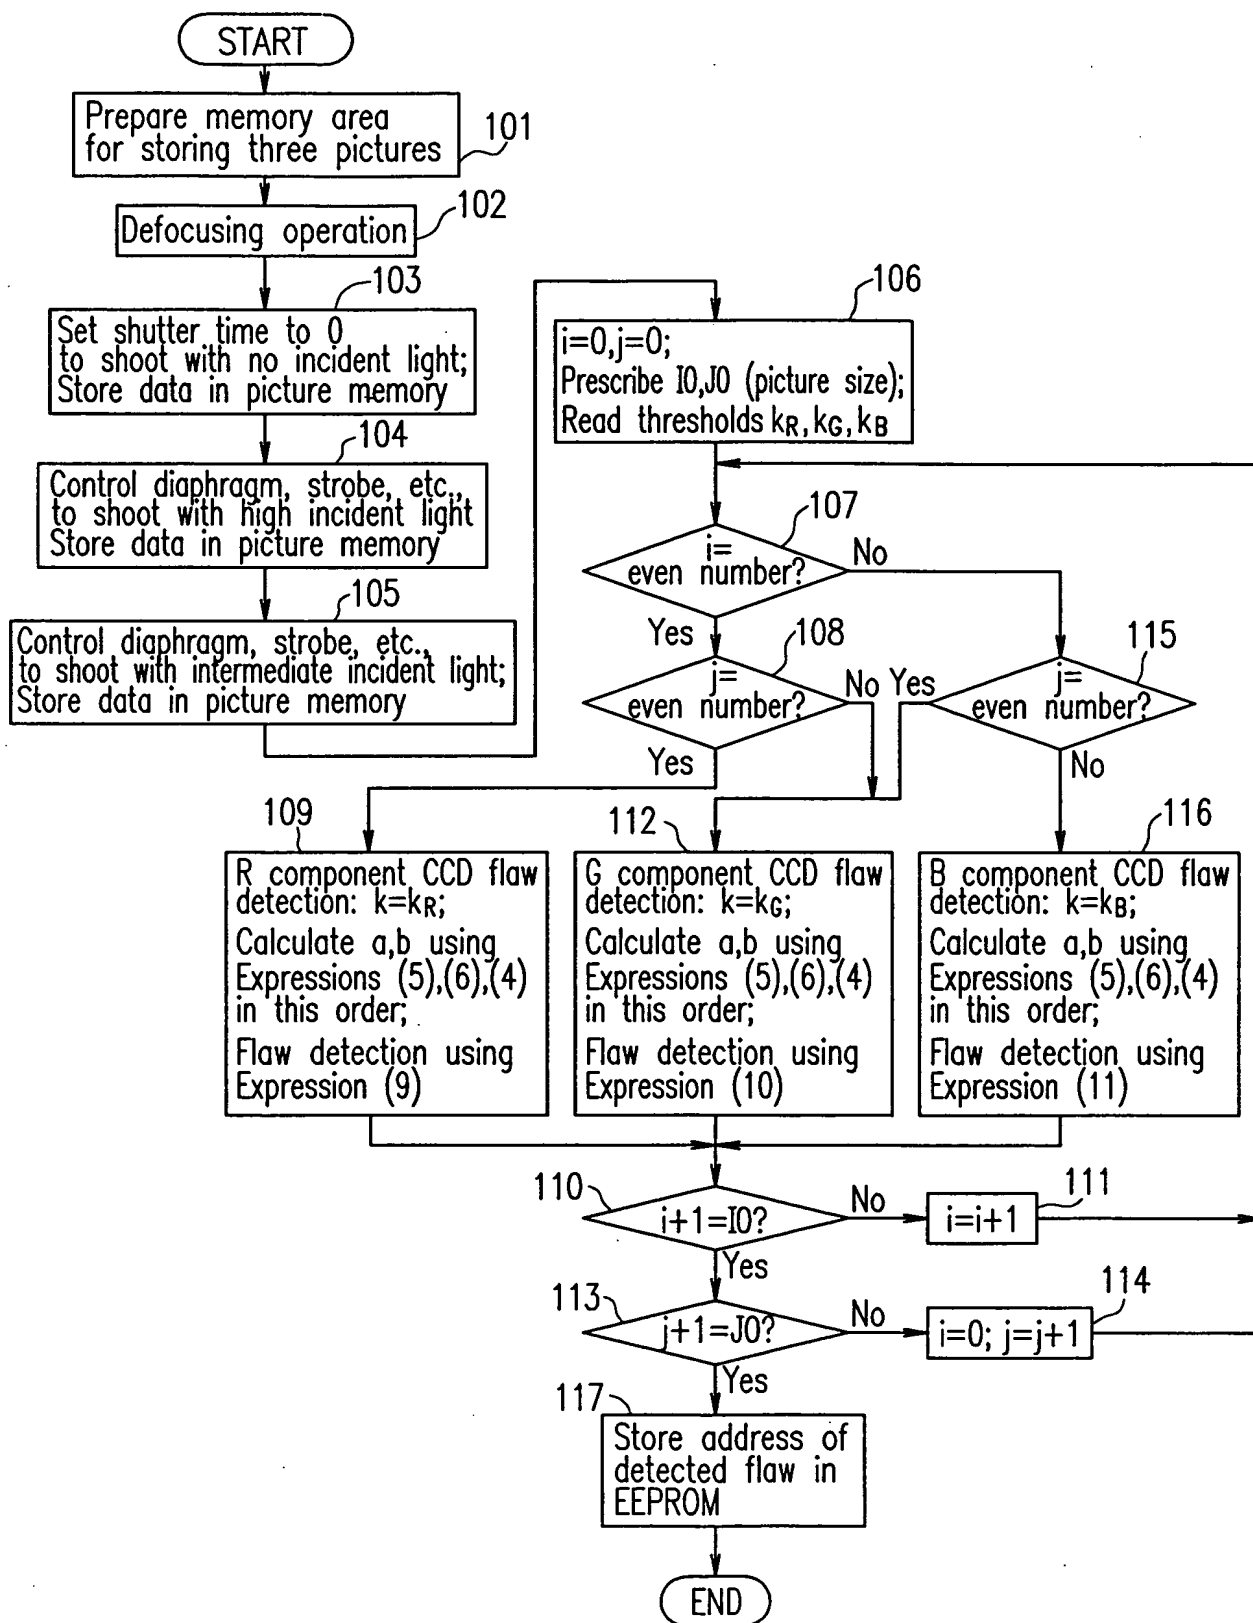 START
Prepare memory area
for storing three pictures
101
102
Defocusing operation
103
Set shutter time to 0
to shoot with no incident light;
Store data in picture memory
104
Control diaphragm, strobe, etc.,
to shoot with high incident light
Store data in picture memory
105
Control diaphragm, strobe, etc.,
to shoot with intermediate incident light;
Store data in picture memory
106
i=0,j=0;
Prescribe I0,J0 (picture size);
Read thresholds kR,kG,kB
107
i=
even number?
No
Yes
108
j=
even number?
No
Yes
115
Yes
j=
even number?
No
109
R component CCD flaw
detection: k=kR;
Calculate a,b using
Expressions (5),(6),(4)
in this order;
Flaw detection using
Expression (9)
112
G component CCD flaw
detection: k=kG;
Calculate a,b using
Expressions (5),(6),(4)
in this order;
Flaw detection using
Expression (10)
116
B component CCD flaw
detection: k=kB;
Calculate a,b using
Expressions (5),(6),(4)
in this order;
Flaw detection using
Expression (11)
110
i+1=I0?
No
Yes
111
i=i+1
113
j+1=J0?
No
Yes
114
i=0; j=j+1
117
Store address of
detected flaw in
EEPROM
END